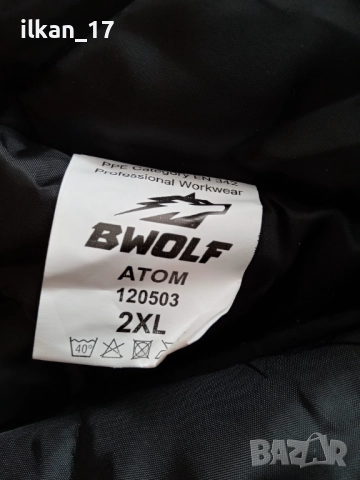 ilkan_17
PPE Category EN 342
Professional Workwear
BWOLF
ATOM
120503
2XL
40°
BAZAR